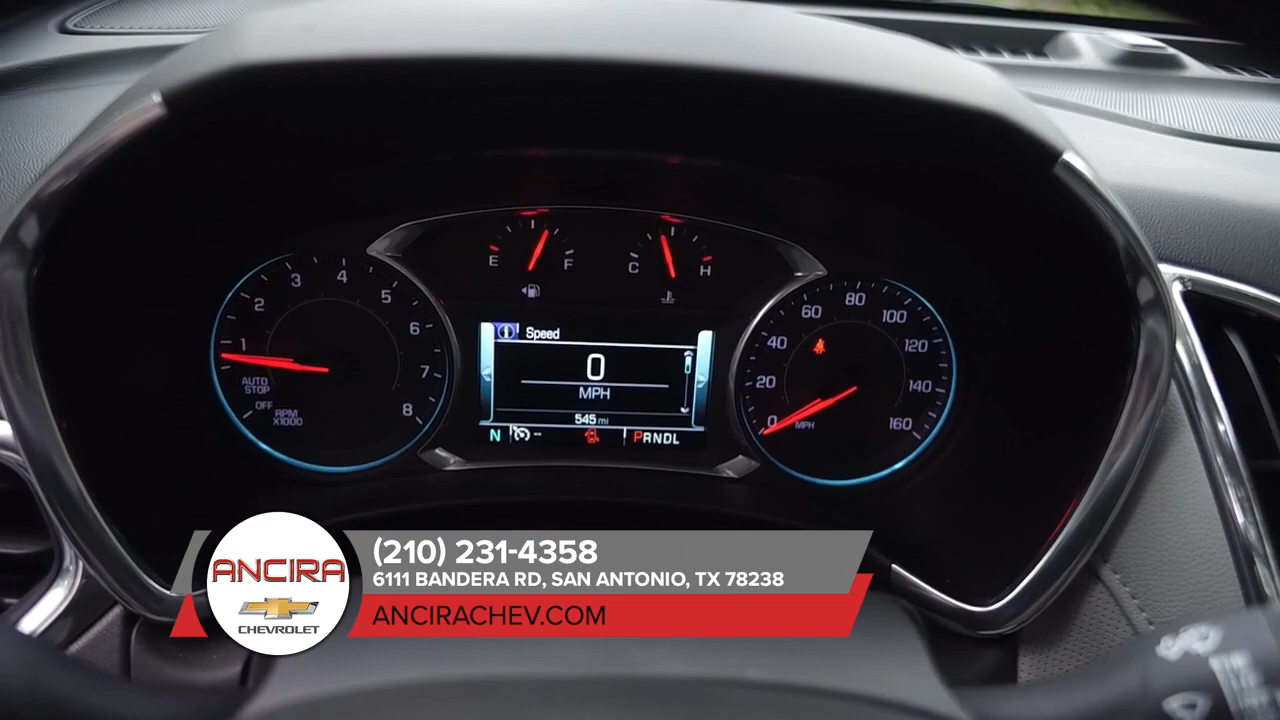 E F C H
1 2 3 4 5 6 7 8
AUTO
STOP
OFF
RPM
X1000
i Speed
0
MPH
545 mi
N -- PRNDL
0 20 40 60 80 100 120 140 160
MPH
ANCIRA
CHEVROLET
(210) 231-4358
6111 BANDERA RD, SAN ANTONIO, TX 78238
ANCIRACHEV.COM